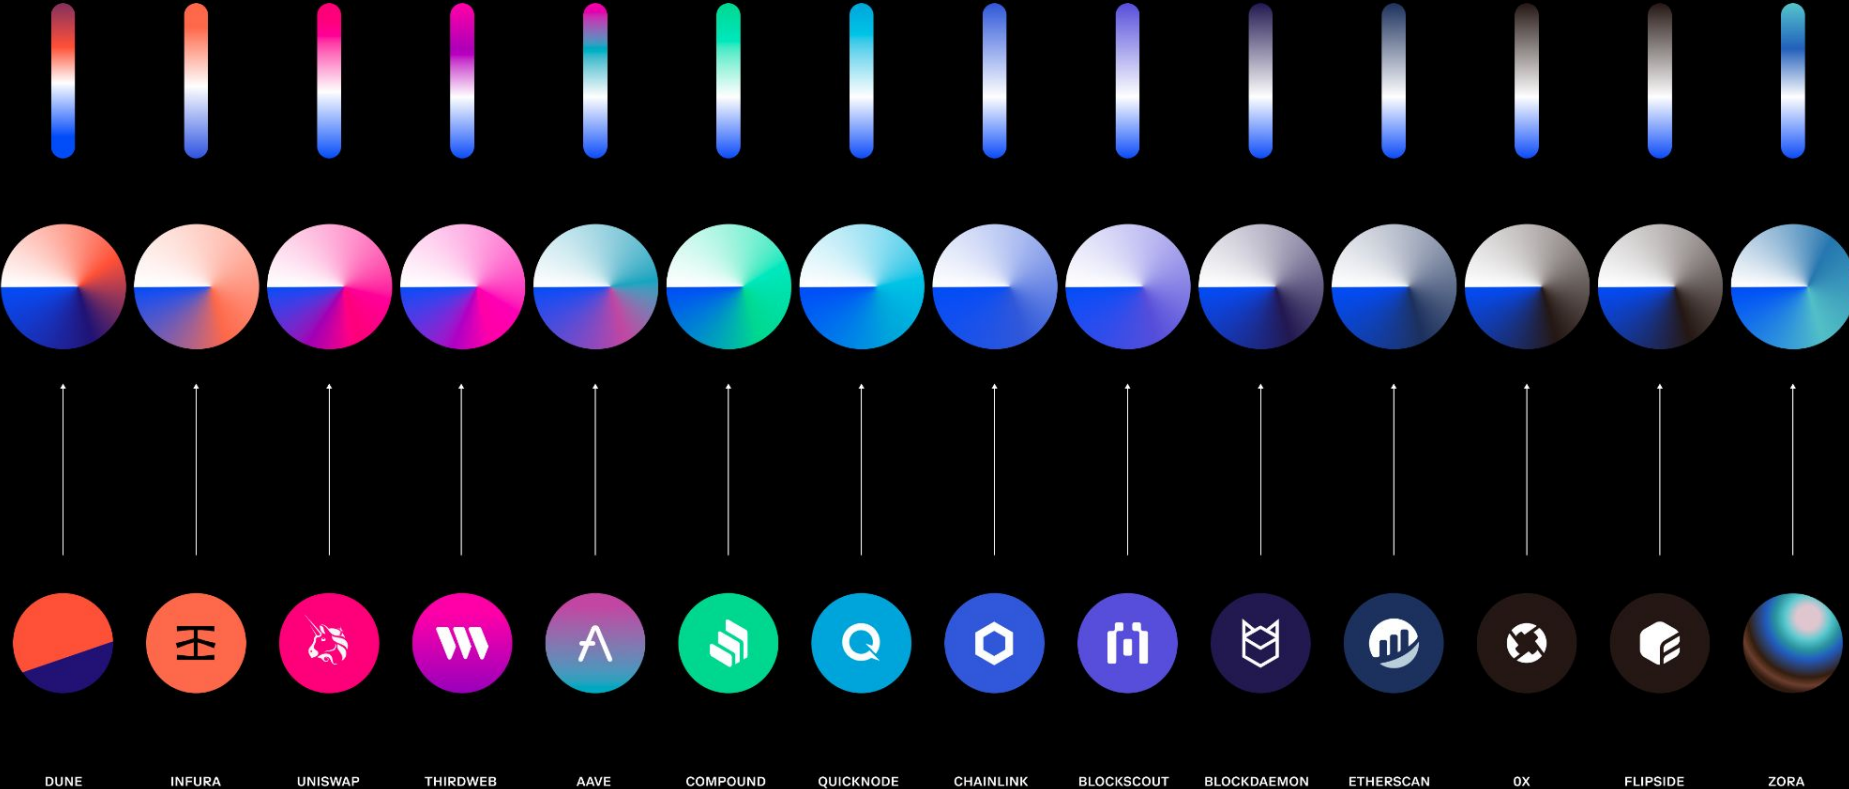 DUNE
INFURA
UNISWAP
THIRDWEB
AAVE
COMPOUND
QUICKNODE
CHAINLINK
BLOCKSCOUT
BLOCKDAEMON
ETHERSCAN
0X
FLIPSIDE
ZORA